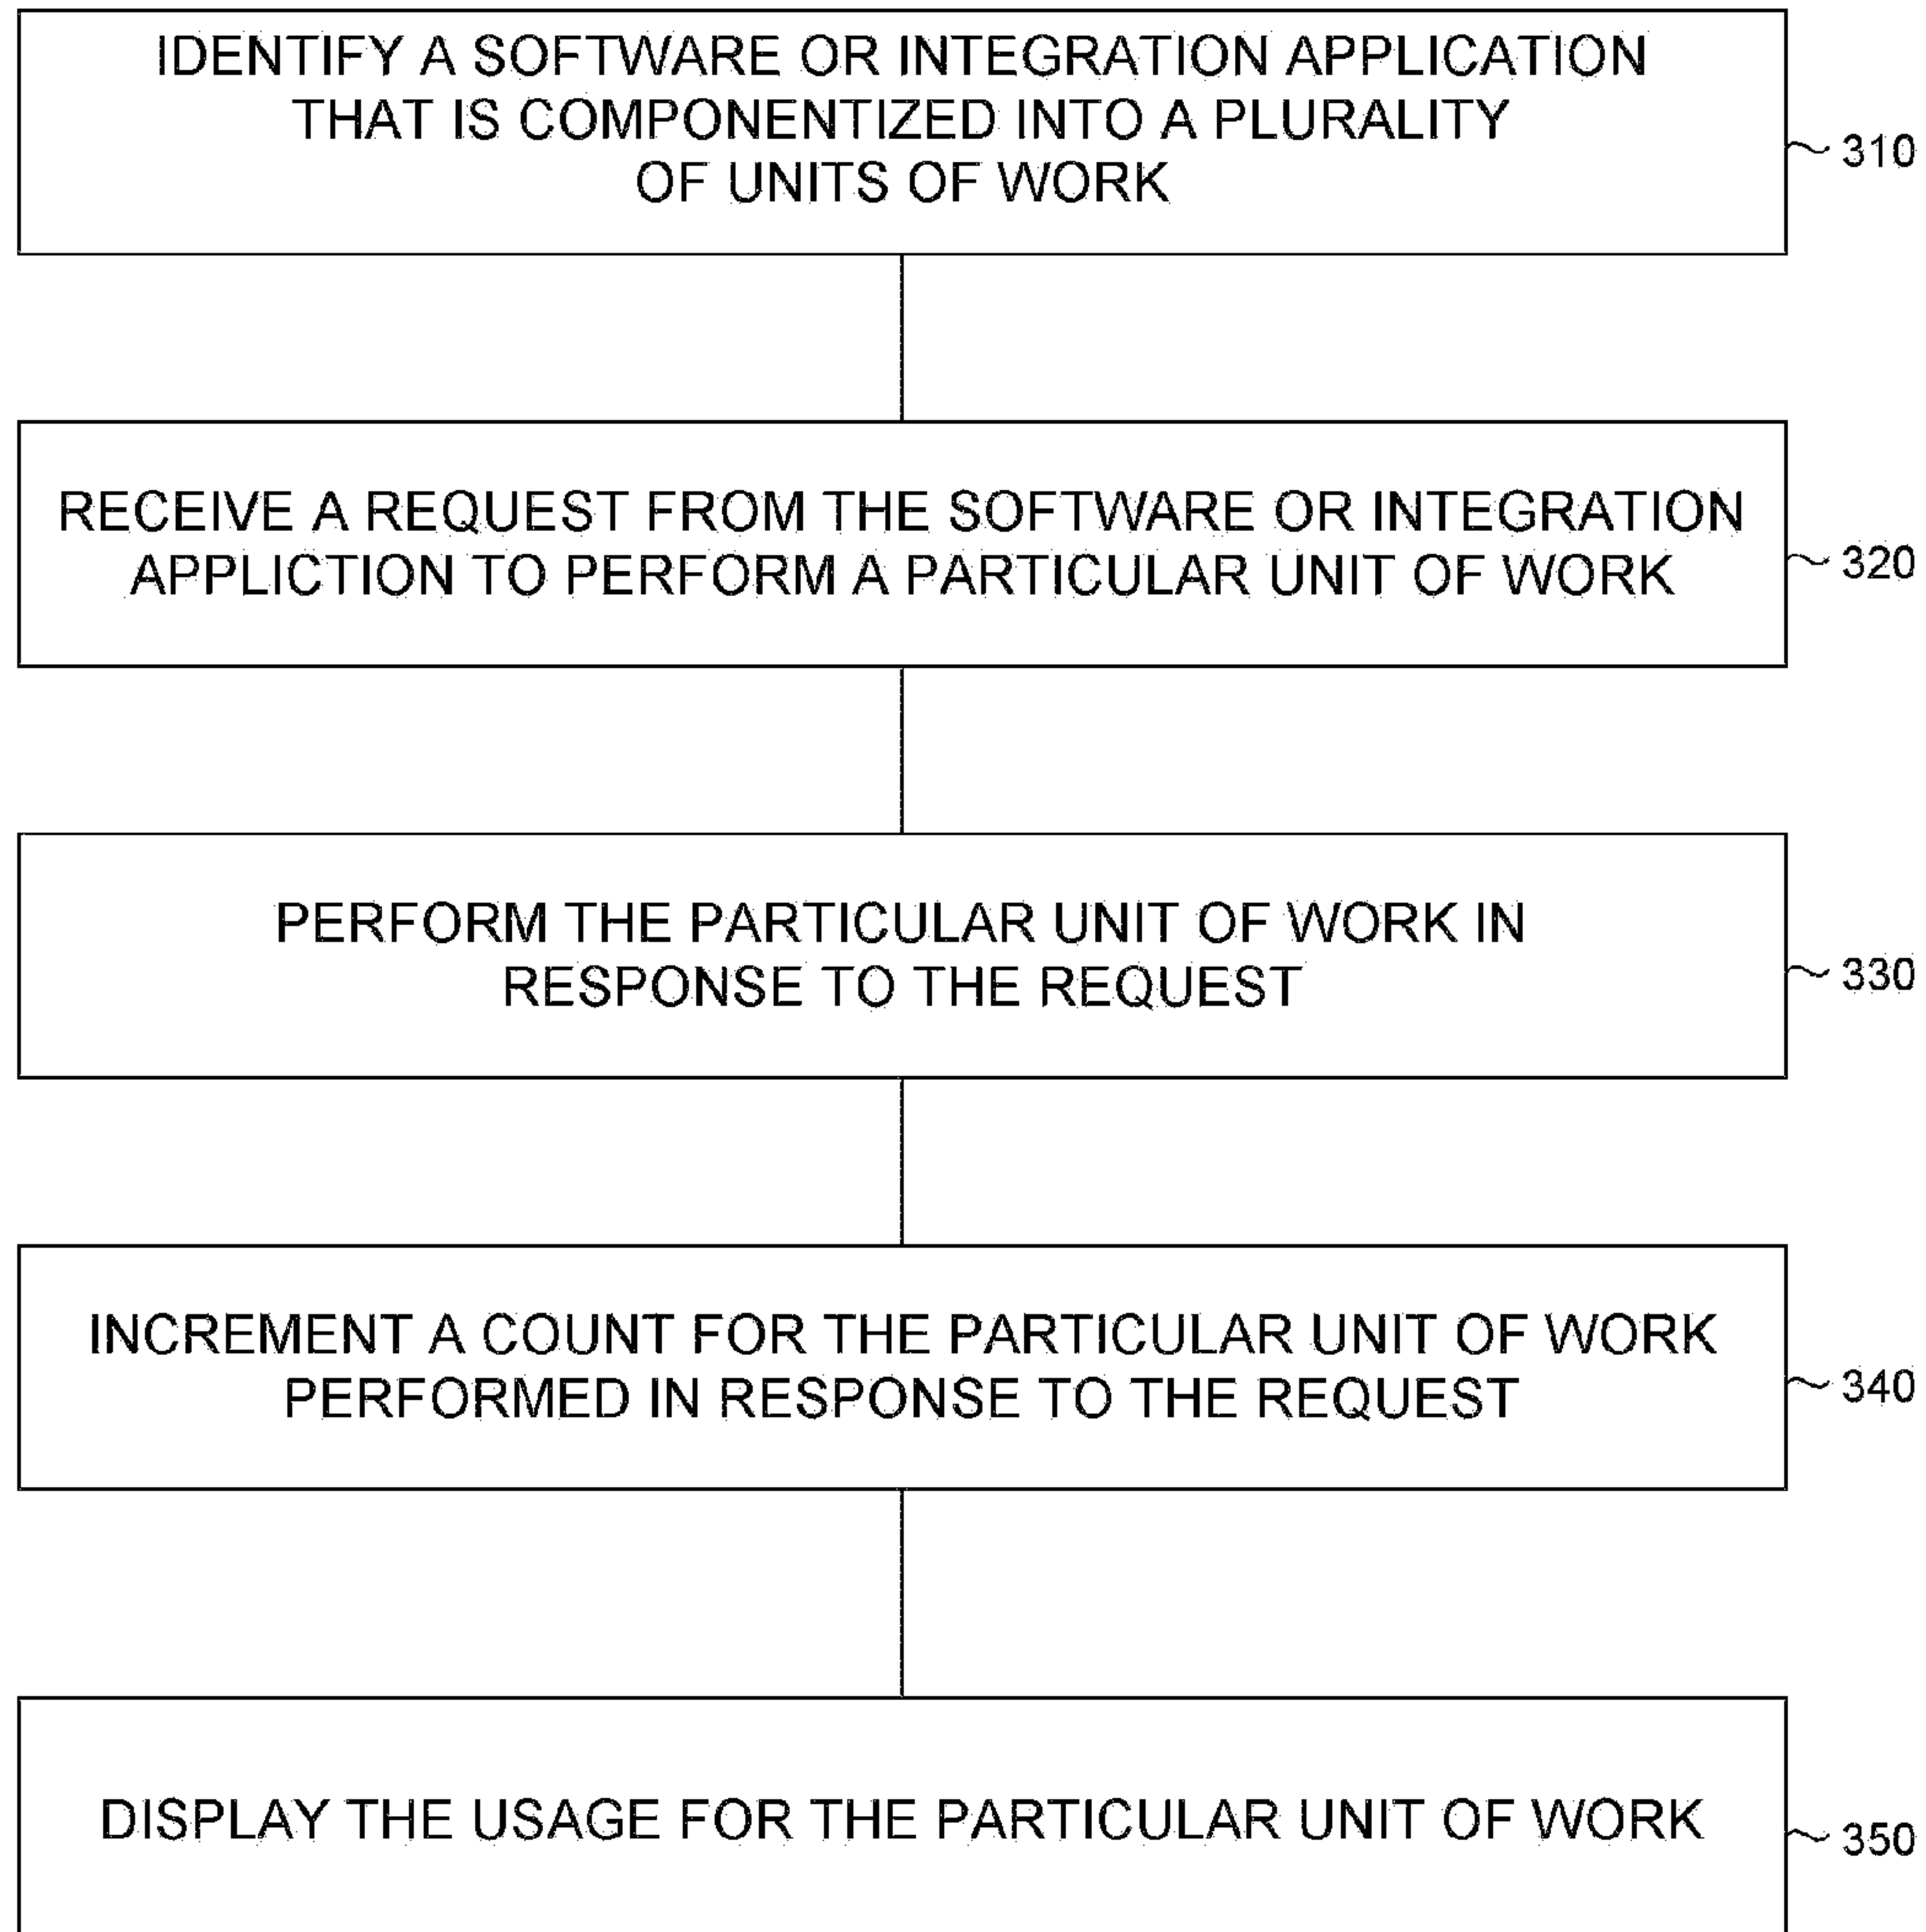 IDENTIFY A SOFTWARE OR INTEGRATION APPLICATION
THAT IS COMPONENTIZED INTO A PLURALITY
OF UNITS OF WORK
310
RECEIVE A REQUEST FROM THE SOFTWARE OR INTEGRATION
APPLICTION TO PERFORM A PARTICULAR UNIT OF WORK
320
PERFORM THE PARTICULAR UNIT OF WORK IN
RESPONSE TO THE REQUEST
330
INCREMENT A COUNT FOR THE PARTICULAR UNIT OF WORK
PERFORMED IN RESPONSE TO THE REQUEST
340
DISPLAY THE USAGE FOR THE PARTICULAR UNIT OF WORK
350